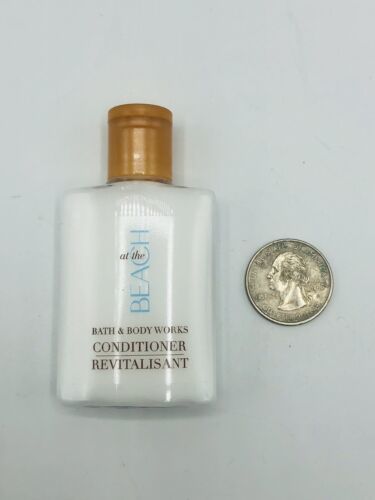 at the
BEACH
BATH & BODY WORKS
CONDITIONER
REVITALISANT